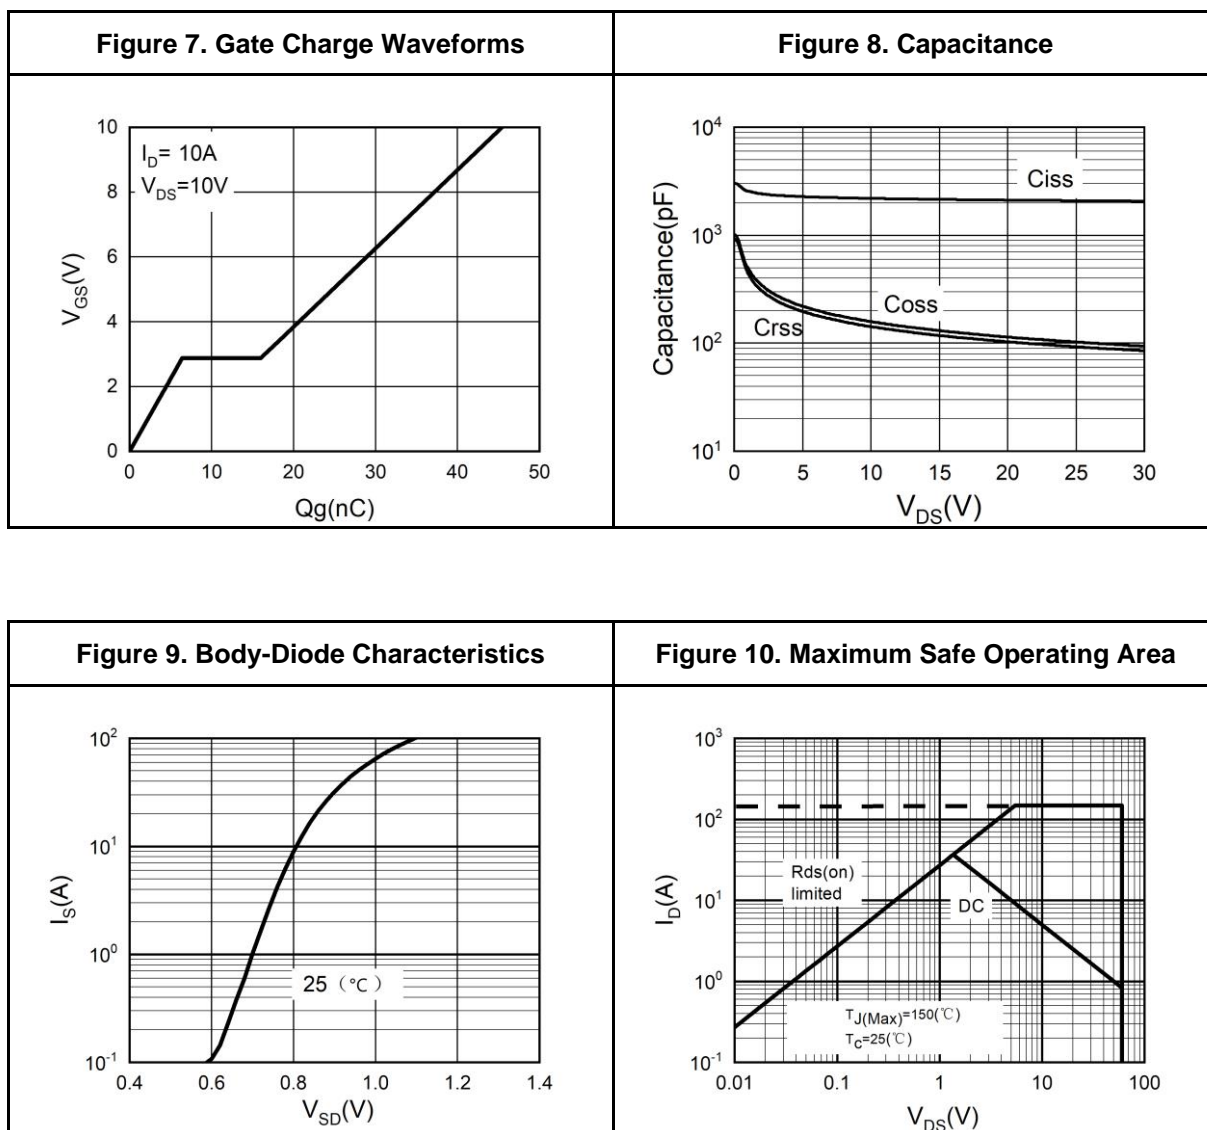 Figure 7. Gate Charge Waveforms
Figure 8. Capacitance
10
8
6
4
2
0
V_GS(V)
I_D= 10A
V_DS=10V
0 10 20 30 40 50
Qg(nC)
10^4
10^3
10^2
10^1
Capacitance(pF)
Ciss
Coss
Crss
0 5 10 15 20 25 30
V_DS(V)
Figure 9. Body-Diode Characteristics
Figure 10. Maximum Safe Operating Area
10^2
10^1
10^0
10^-1
I_S(A)
25（℃）
0.4 0.6 0.8 1.0 1.2 1.4
V_SD(V)
10^3
10^2
10^1
10^0
10^-1
I_D(A)
Rds(on)
limited
DC
T_J(Max)=150(℃)
T_C=25(℃)
0.01 0.1 1 10 100
V_DS(V)